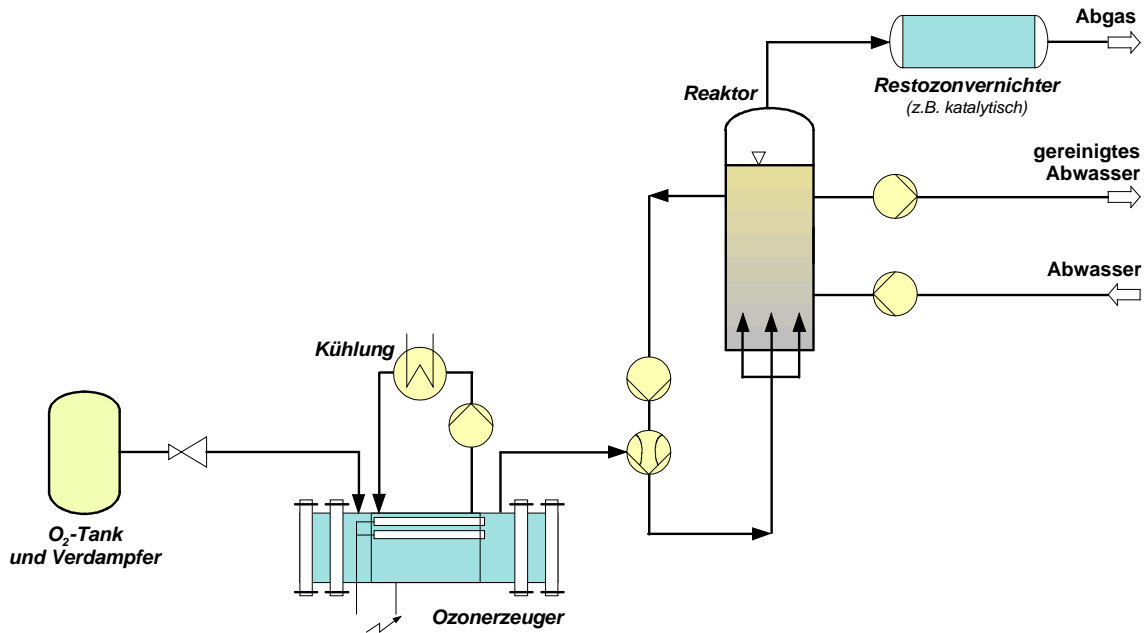 Abgas
Restozonvernichter
(z.B. katalytisch)
Reaktor
gereinigtes
Abwasser
Abwasser
Kühlung
O₂-Tank
und Verdampfer
Ozonerzeuger